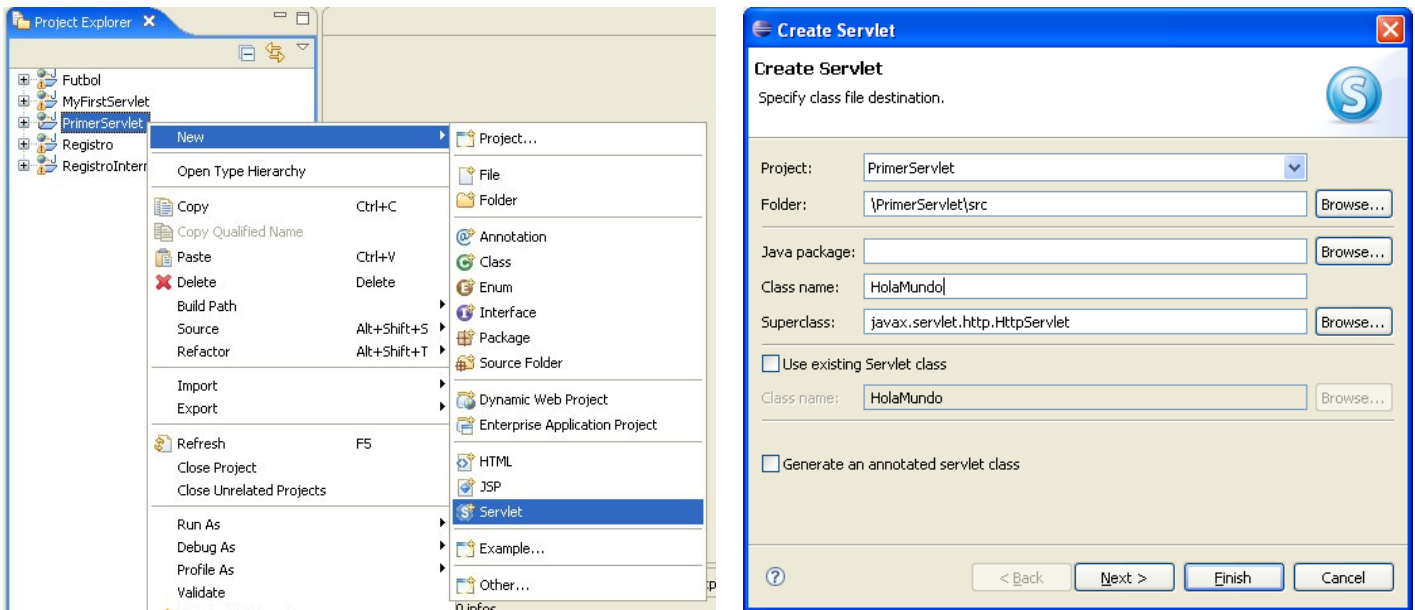 Project Explorer
Futbol
MyFirstServlet
PrimerServlet
Registro
RegistroInterr
New
Open Type Hierarchy
Copy Ctrl+C
Copy Qualified Name
Paste Ctrl+V
Delete Delete
Build Path
Source Alt+Shift+S
Refactor Alt+Shift+T
Import
Export
Refresh F5
Close Project
Close Unrelated Projects
Run As
Debug As
Profile As
Validate
Project...
File
Folder
Annotation
Class
Enum
Interface
Package
Source Folder
Dynamic Web Project
Enterprise Application Project
HTML
JSP
Servlet
Example...
Other...
0 infos
Create Servlet
Create Servlet
Specify class file destination.
S
Project: PrimerServlet
Folder: \PrimerServlet\src Browse...
Java package: Browse...
Class name: HolaMundo
Superclass: javax.servlet.http.HttpServlet Browse...
Use existing Servlet class
Class name: HolaMundo Browse...
Generate an annotated servlet class
? < Back Next > Finish Cancel